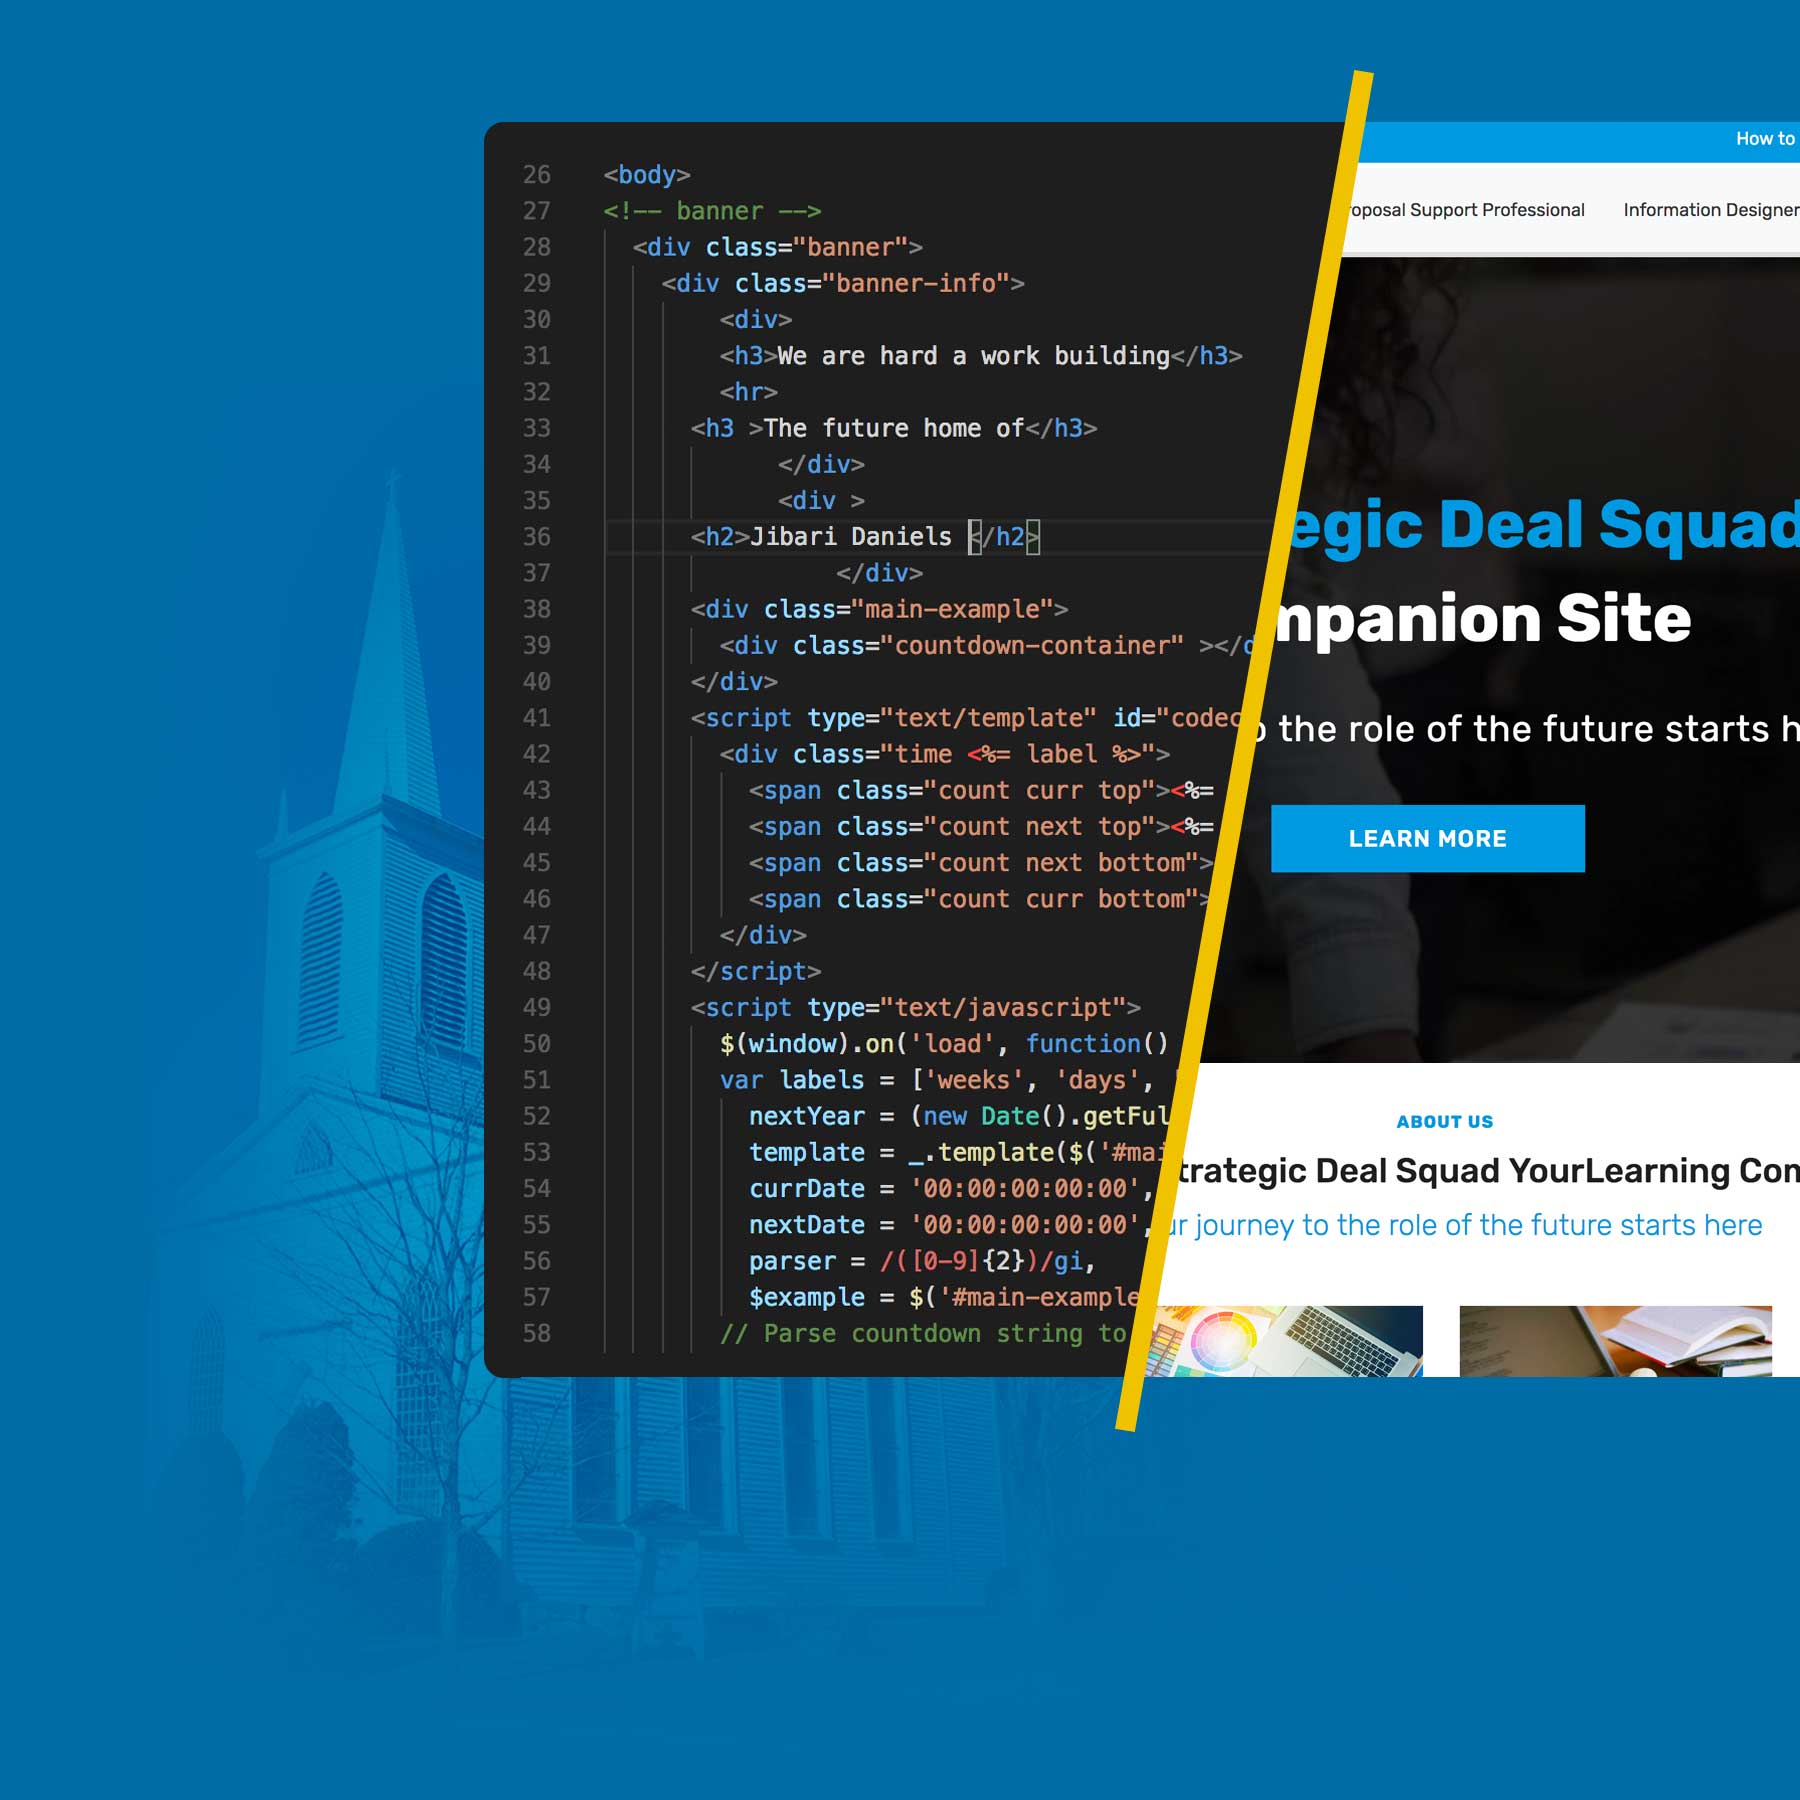 26 <body>
27 <!-- banner -->
28 <div class="banner">
29 <div class="banner-info">
30 <div>
31 <h3>We are hard a work building</h3>
32 <hr>
33 <h3 >The future home of</h3>
34 </div>
35 <div >
36 <h2>Jibari Daniels </h2>
37 </div>
38 <div class="main-example">
39 <div class="countdown-container" ></d
40 </div>
41 <script type="text/template" id="codec
42 <div class="time <%= label %>">
43 <span class="count curr top"><%=
44 <span class="count next top"><%=
45 <span class="count next bottom">
46 <span class="count curr bottom">
47 </div>
48 </script>
49 <script type="text/javascript">
50 $(window).on('load', function()
51 var labels = ['weeks', 'days', '
52 nextYear = (new Date().getFul
53 template = _.template($('#mai
54 currDate = '00:00:00:00:00',
55 nextDate = '00:00:00:00:00',
56 parser = /([0-9]{2})/gi,
57 $example = $('#main-example
58 // Parse countdown string to
How to
roposal Support Professional Information Designer
egic Deal Squad
mpanion Site
o the role of the future starts h
LEARN MORE
ABOUT US
trategic Deal Squad YourLearning Con
ur journey to the role of the future starts here